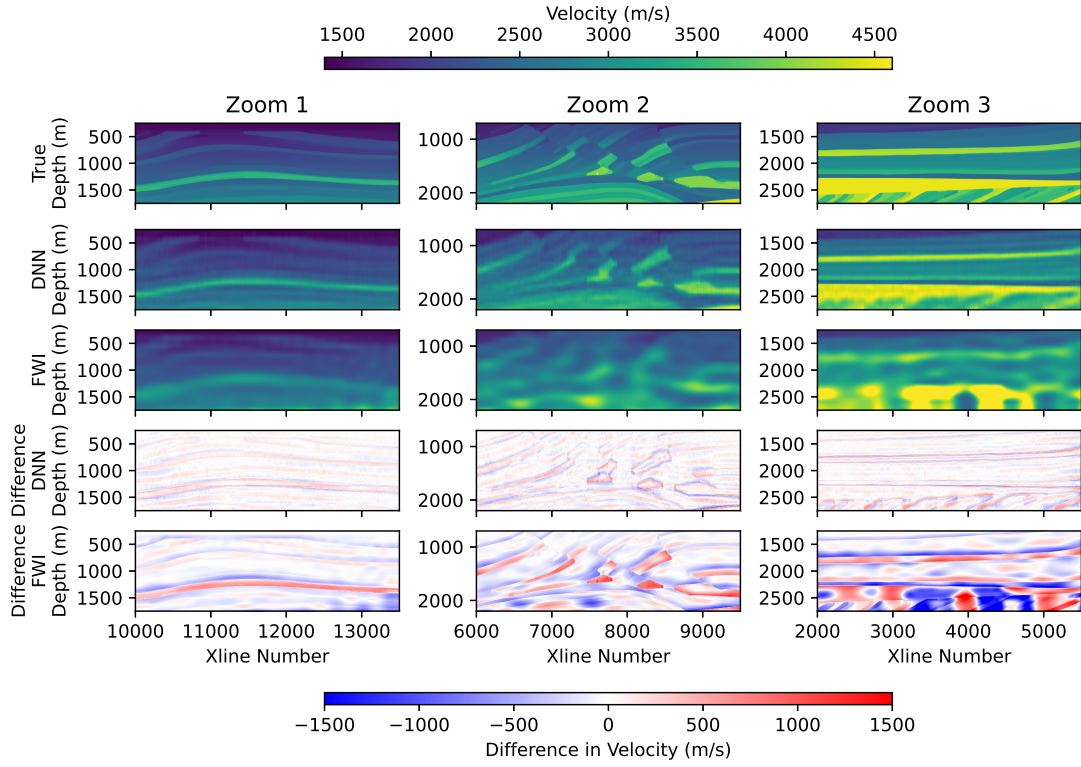 Velocity (m/s)
1500 2000 2500 3000 3500 4000 4500
Zoom 1 Zoom 2 Zoom 3
True
Depth (m)
500 1000 1500
1000 2000
1500 2000 2500
DNN
Depth (m)
500 1000 1500
1000 2000
1500 2000 2500
FWI
Depth (m)
500 1000 1500
1000 2000
1500 2000 2500
Difference
DNN
Depth (m)
500 1000 1500
1000 2000
1500 2000 2500
Difference
FWI
Depth (m)
500 1000 1500
1000 2000
1500 2000 2500
10000 11000 12000 13000 6000 7000 8000 9000 2000 3000 4000 5000
Xline Number Xline Number Xline Number
−1500 −1000 −500 0 500 1000 1500
Difference in Velocity (m/s)